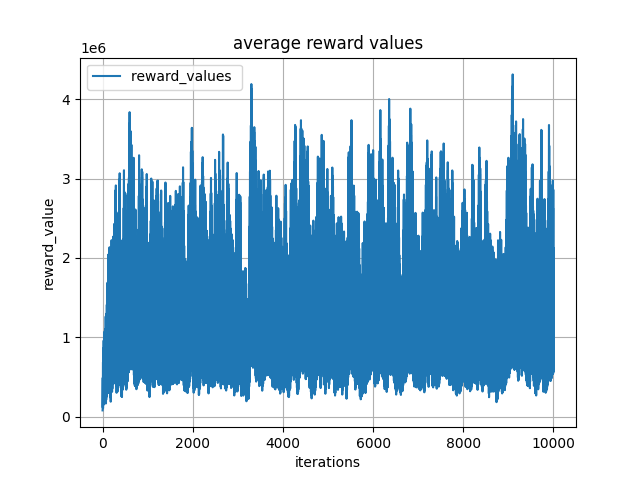 average reward values
1e6
reward_values
4
3
2
1
0
reward_value
0
2000
4000
6000
8000
10000
iterations